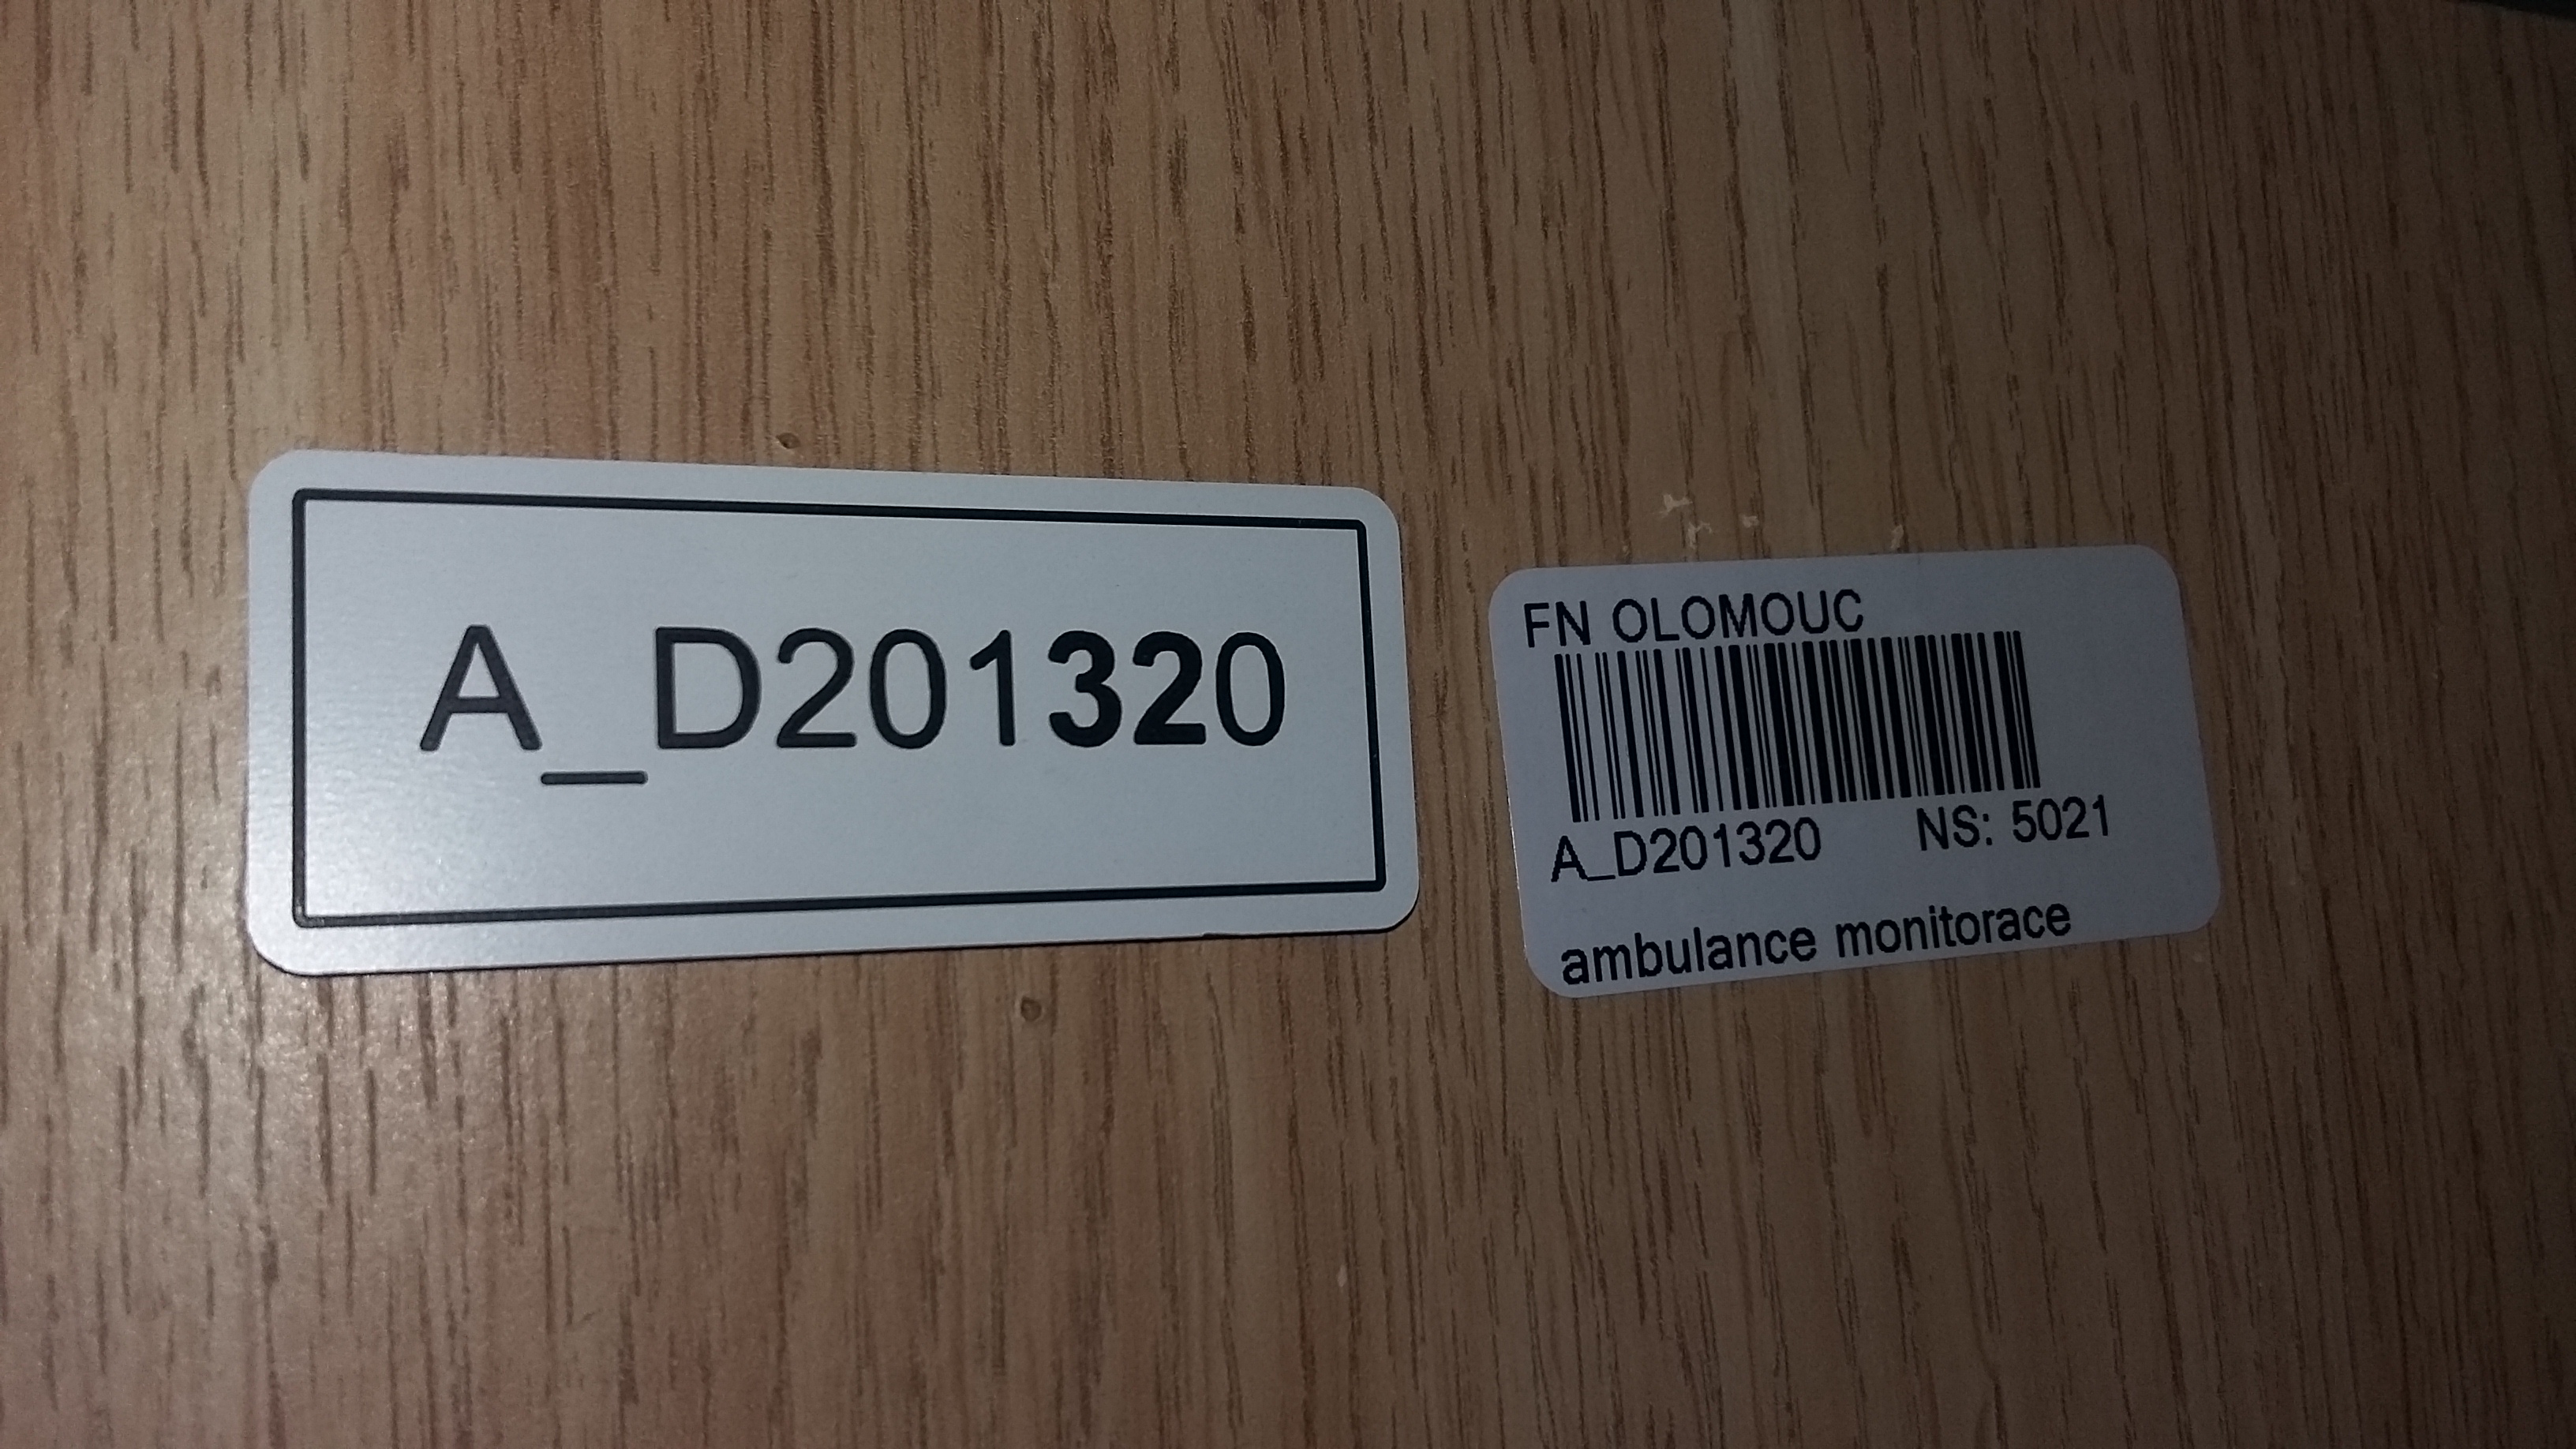 A_D201320
FN OLOMOUC
A_D201320 NS: 5021
ambulance monitorace